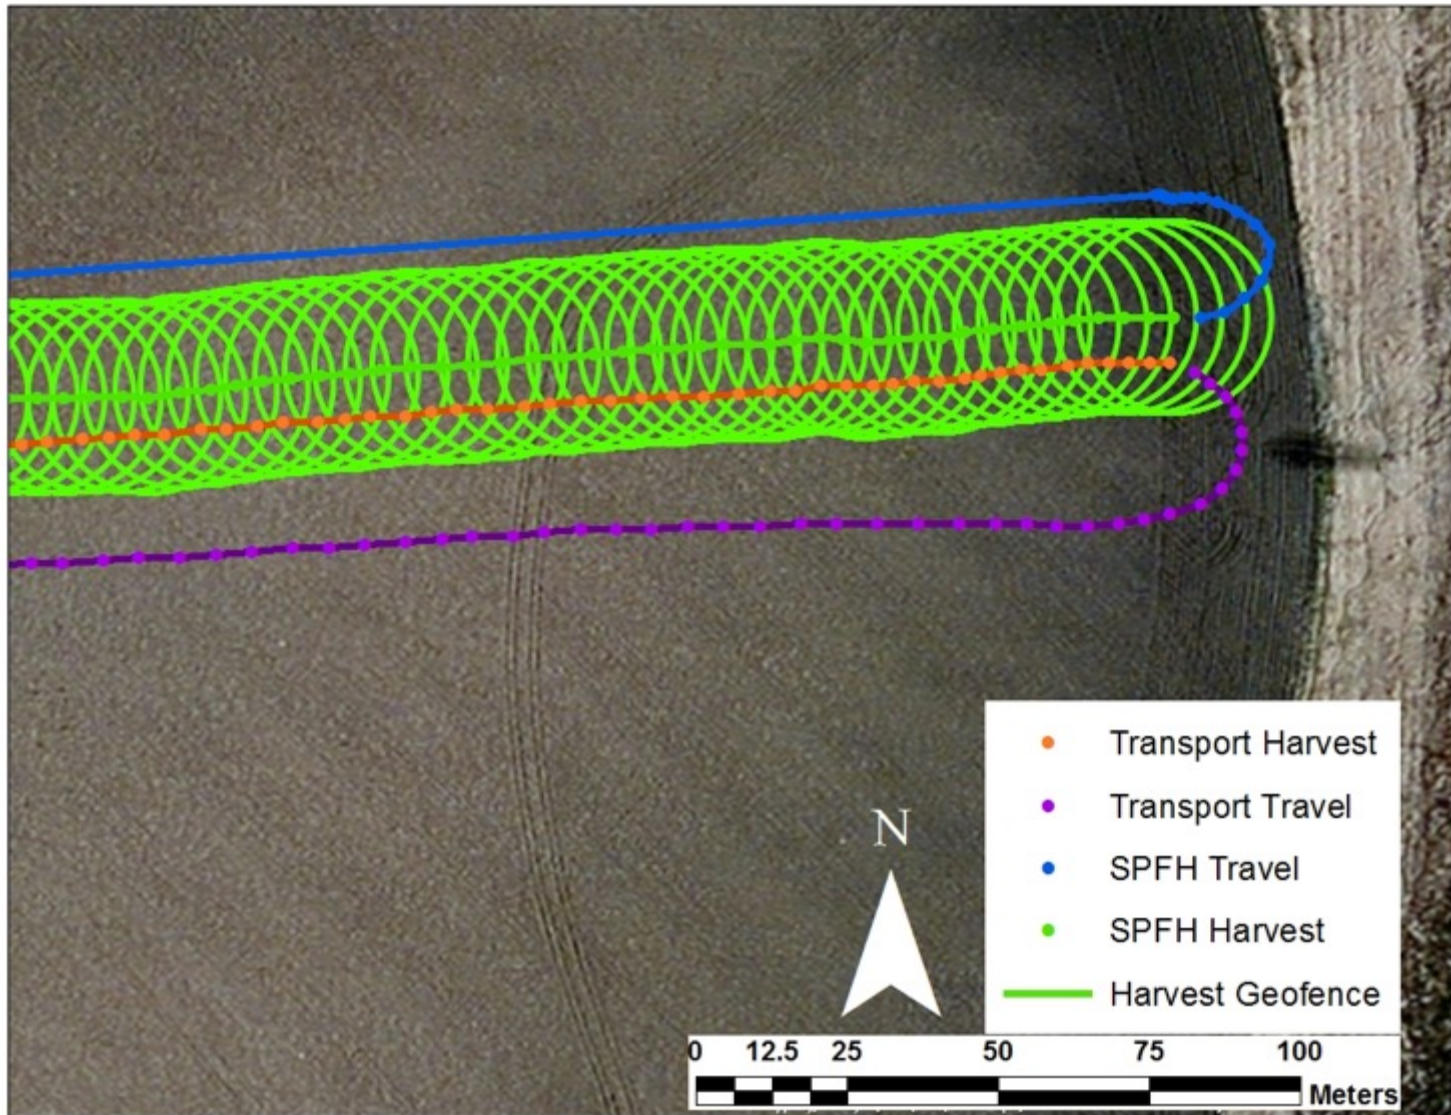 Transport Harvest
Transport Travel
SPFH Travel
SPFH Harvest
Harvest Geofence
N
0 12.5 25 50 75 100
Meters